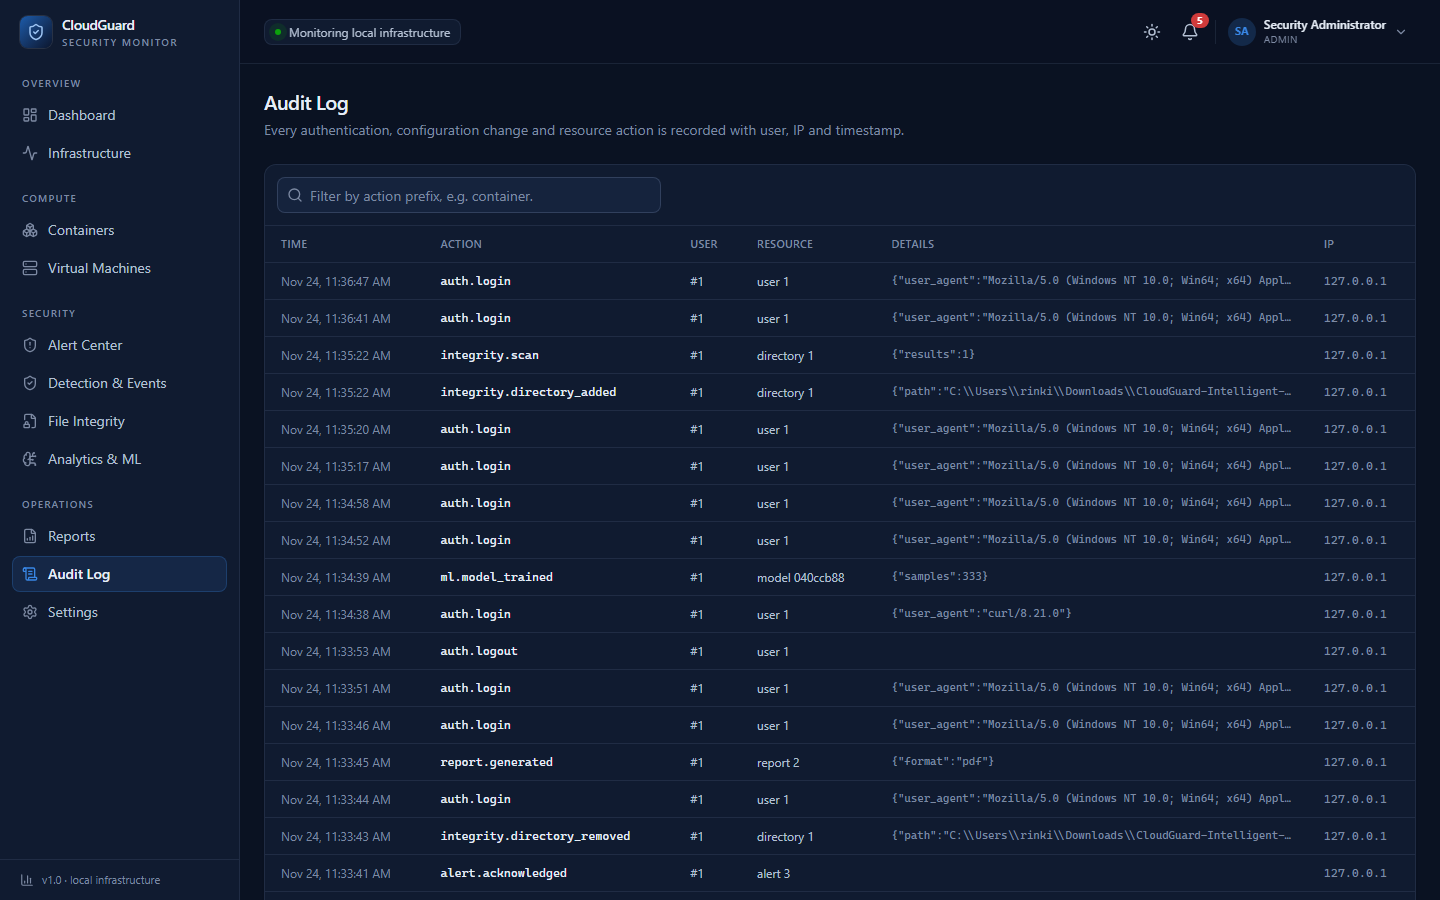 CloudGuard
SECURITY MONITOR
Monitoring local infrastructure
5
SA
Security Administrator
ADMIN
OVERVIEW
Dashboard
Infrastructure
COMPUTE
Containers
Virtual Machines
SECURITY
Alert Center
Detection & Events
File Integrity
Analytics & ML
OPERATIONS
Reports
Audit Log
Settings
v1.0 · local infrastructure
Audit Log
Every authentication, configuration change and resource action is recorded with user, IP and timestamp.
Filter by action prefix, e.g. container.
TIME ACTION USER RESOURCE DETAILS IP
Nov 24, 11:36:47 AM auth.login #1 user 1 {"user_agent":"Mozilla/5.0 (Windows NT 10.0; Win64; x64) Appl… 127.0.0.1
Nov 24, 11:36:41 AM auth.login #1 user 1 {"user_agent":"Mozilla/5.0 (Windows NT 10.0; Win64; x64) Appl… 127.0.0.1
Nov 24, 11:35:22 AM integrity.scan #1 directory 1 {"results":1} 127.0.0.1
Nov 24, 11:35:22 AM integrity.directory_added #1 directory 1 {"path":"C:\\Users\\rinki\\Downloads\\CloudGuard-Intelligent-… 127.0.0.1
Nov 24, 11:35:20 AM auth.login #1 user 1 {"user_agent":"Mozilla/5.0 (Windows NT 10.0; Win64; x64) Appl… 127.0.0.1
Nov 24, 11:35:17 AM auth.login #1 user 1 {"user_agent":"Mozilla/5.0 (Windows NT 10.0; Win64; x64) Appl… 127.0.0.1
Nov 24, 11:34:58 AM auth.login #1 user 1 {"user_agent":"Mozilla/5.0 (Windows NT 10.0; Win64; x64) Appl… 127.0.0.1
Nov 24, 11:34:52 AM auth.login #1 user 1 {"user_agent":"Mozilla/5.0 (Windows NT 10.0; Win64; x64) Appl… 127.0.0.1
Nov 24, 11:34:39 AM ml.model_trained #1 model 040ccb88 {"samples":333} 127.0.0.1
Nov 24, 11:34:38 AM auth.login #1 user 1 {"user_agent":"curl/8.21.0"} 127.0.0.1
Nov 24, 11:33:53 AM auth.logout #1 user 1 127.0.0.1
Nov 24, 11:33:51 AM auth.login #1 user 1 {"user_agent":"Mozilla/5.0 (Windows NT 10.0; Win64; x64) Appl… 127.0.0.1
Nov 24, 11:33:46 AM auth.login #1 user 1 {"user_agent":"Mozilla/5.0 (Windows NT 10.0; Win64; x64) Appl… 127.0.0.1
Nov 24, 11:33:45 AM report.generated #1 report 2 {"format":"pdf"} 127.0.0.1
Nov 24, 11:33:44 AM auth.login #1 user 1 {"user_agent":"Mozilla/5.0 (Windows NT 10.0; Win64; x64) Appl… 127.0.0.1
Nov 24, 11:33:43 AM integrity.directory_removed #1 directory 1 {"path":"C:\\Users\\rinki\\Downloads\\CloudGuard-Intelligent-… 127.0.0.1
Nov 24, 11:33:41 AM alert.acknowledged #1 alert 3 127.0.0.1